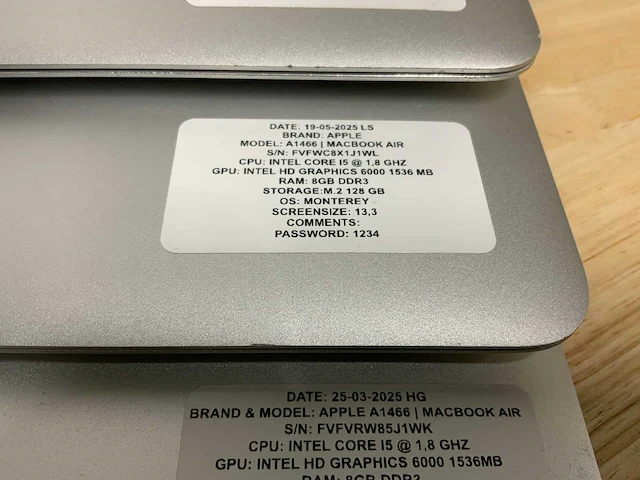 DATE: 19-05-2025 LS
BRAND: APPLE
MODEL: A1466 | MACBOOK AIR
S/N: FVFWC8X1J1WL
CPU: INTEL CORE I5 @ 1,8 GHZ
GPU: INTEL HD GRAPHICS 6000 1536 MB
RAM: 8GB DDR3
STORAGE:M.2 128 GB
OS: MONTEREY
SCREENSIZE: 13,3
COMMENTS:
PASSWORD: 1234
DATE: 25-03-2025 HG
BRAND & MODEL: APPLE A1466 | MACBOOK AIR
S/N: FVFVRW85J1WK
CPU: INTEL CORE I5 @ 1,8 GHZ
GPU: INTEL HD GRAPHICS 6000 1536MB
RAM: 8GB DDR3